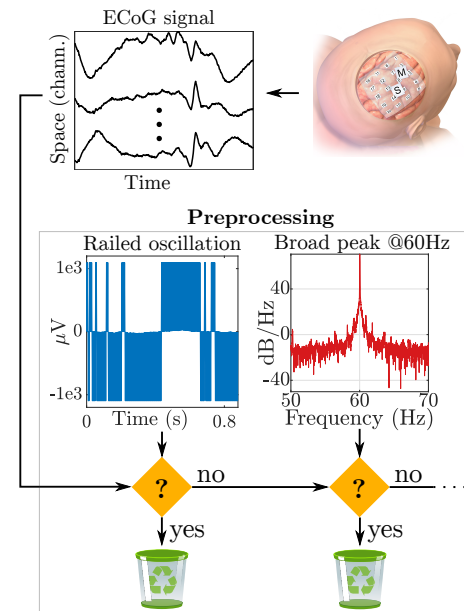 ECoG signal
Space (chann.)
Time
M
S
Preprocessing
Railed oscillation
1e3
0
-1e3
μV
0
0.8
Time (s)
Broad peak @60Hz
40
0
-40
dB/Hz
50
60
70
Frequency (Hz)
?
no
?
no
yes
yes